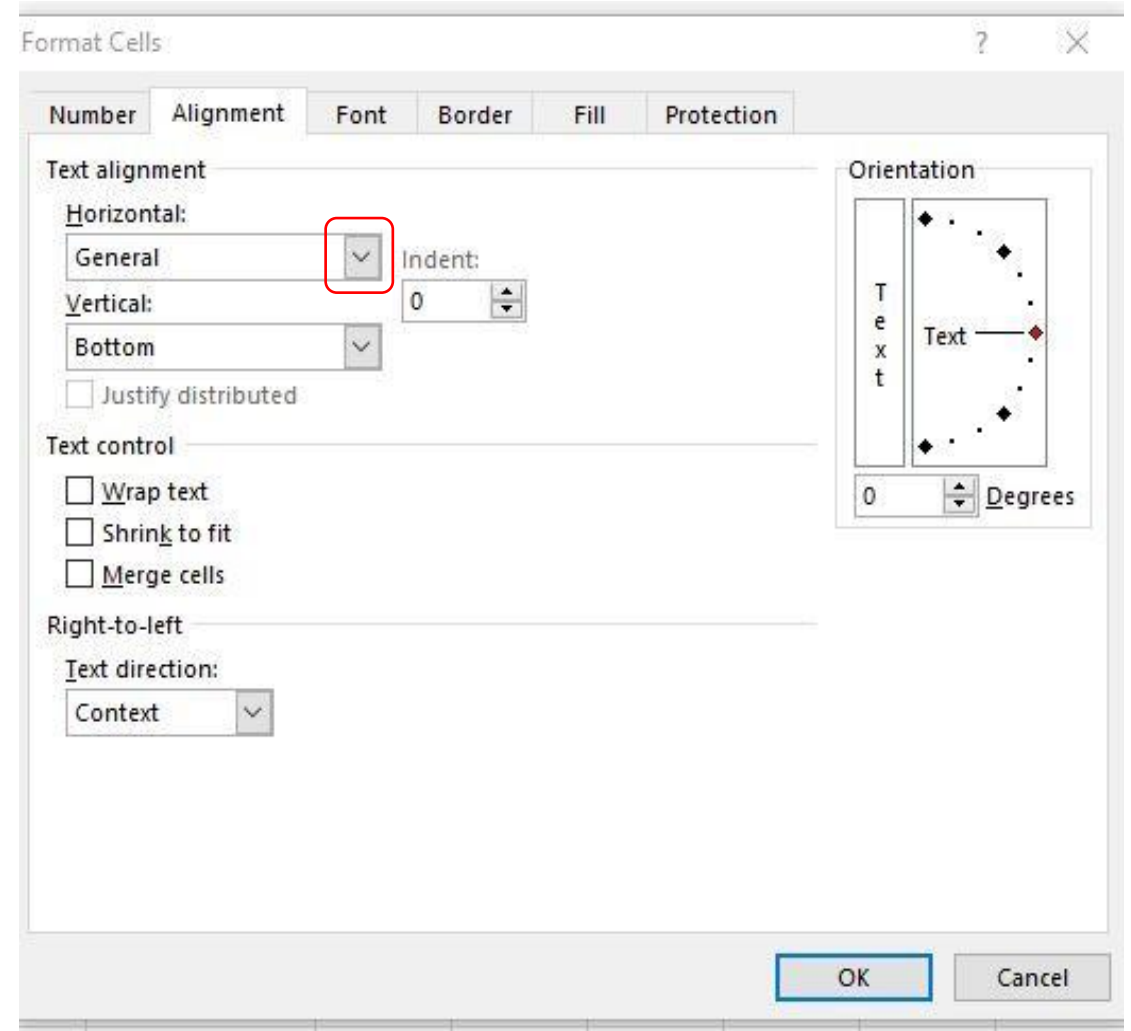 Format Cells ?
Number Alignment Font Border Fill Protection
Text alignment
Horizontal:
General
Indent:
0
Vertical:
Bottom
Justify distributed
Text control
Wrap text
Shrink to fit
Merge cells
Right-to-left
Text direction:
Context
Orientation
Text
Text
0 Degrees
OK Cancel